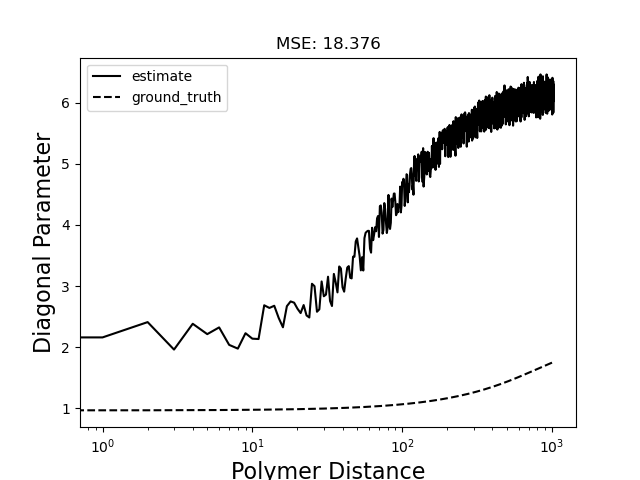 MSE: 18.376
estimate
ground_truth
Diagonal Parameter
6
5
4
3
2
1
10⁰
10¹
10²
10³
Polymer Distance